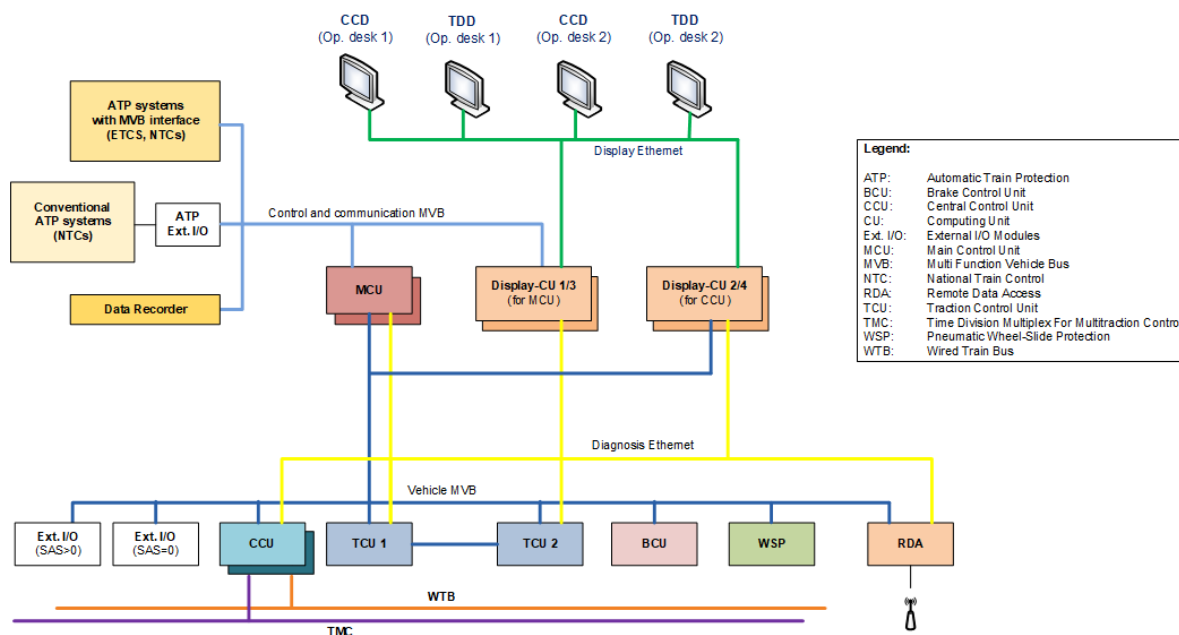 CCD
(Op. desk 1)
TDD
(Op. desk 1)
CCD
(Op. desk 2)
TDD
(Op. desk 2)
ATP systems
with MVB interface
(ETCS, NTCs)
Display Ethernet
Conventional
ATP systems
(NTCs)
ATP
Ext. I/O
Control and communication MVB
Data Recorder
MCU
Display-CU 1/3
(for MCU)
Display-CU 2/4
(for CCU)
Legend:
ATP: Automatic Train Protection
BCU: Brake Control Unit
CCU: Central Control Unit
CU: Computing Unit
Ext. I/O: External I/O Modules
MCU: Main Control Unit
MVB: Multi Function Vehicle Bus
NTC: National Train Control
RDA: Remote Data Access
TCU: Traction Control Unit
TMC: Time Division Multiplex For Multitraction Control
WSP: Pneumatic Wheel-Slide Protection
WTB: Wired Train Bus
Diagnosis Ethernet
Vehicle MVB
Ext. I/O
(SAS>0)
Ext. I/O
(SAS=0)
CCU
TCU 1
TCU 2
BCU
WSP
RDA
WTB
TMC